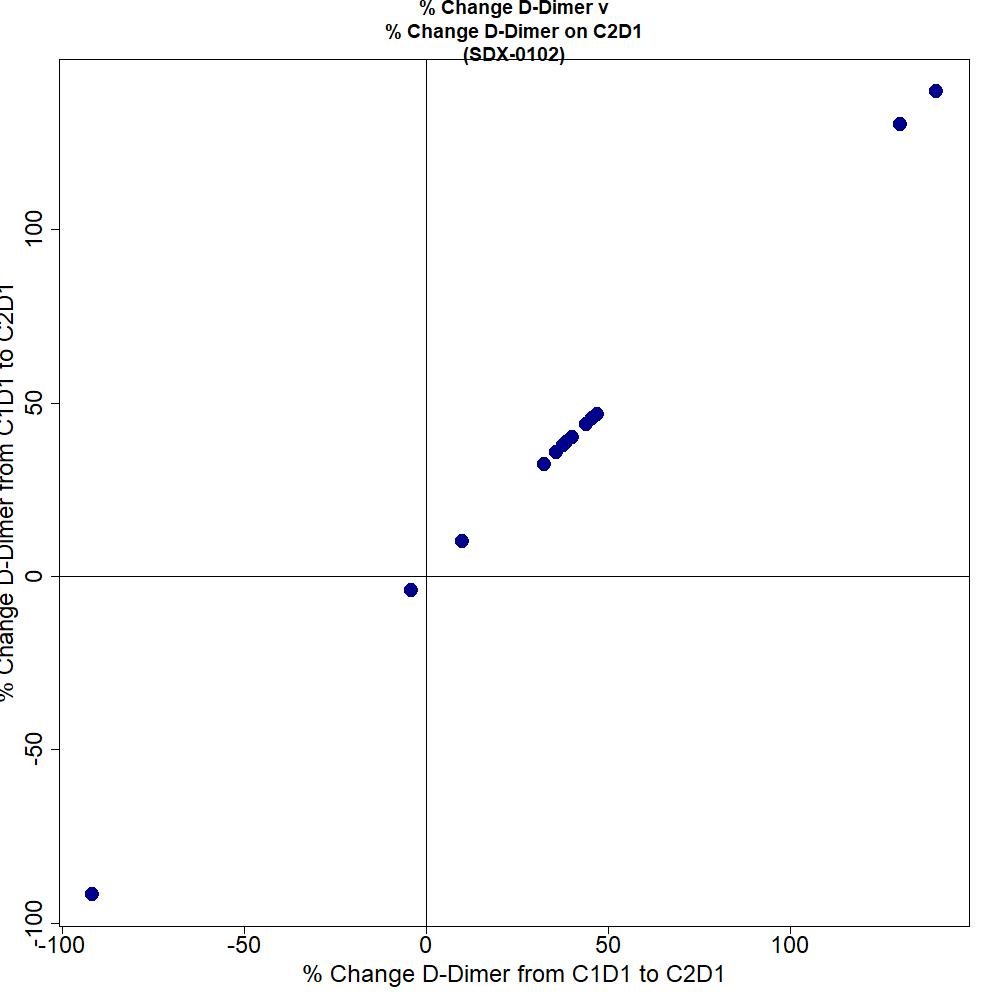 % Change D-Dimer v
% Change D-Dimer on C2D1
(SDX-0102)
% Change D-Dimer from C1D1 to C2D1
100
50
0
-50
-100
-100
-50
0
50
100
% Change D-Dimer from C1D1 to C2D1